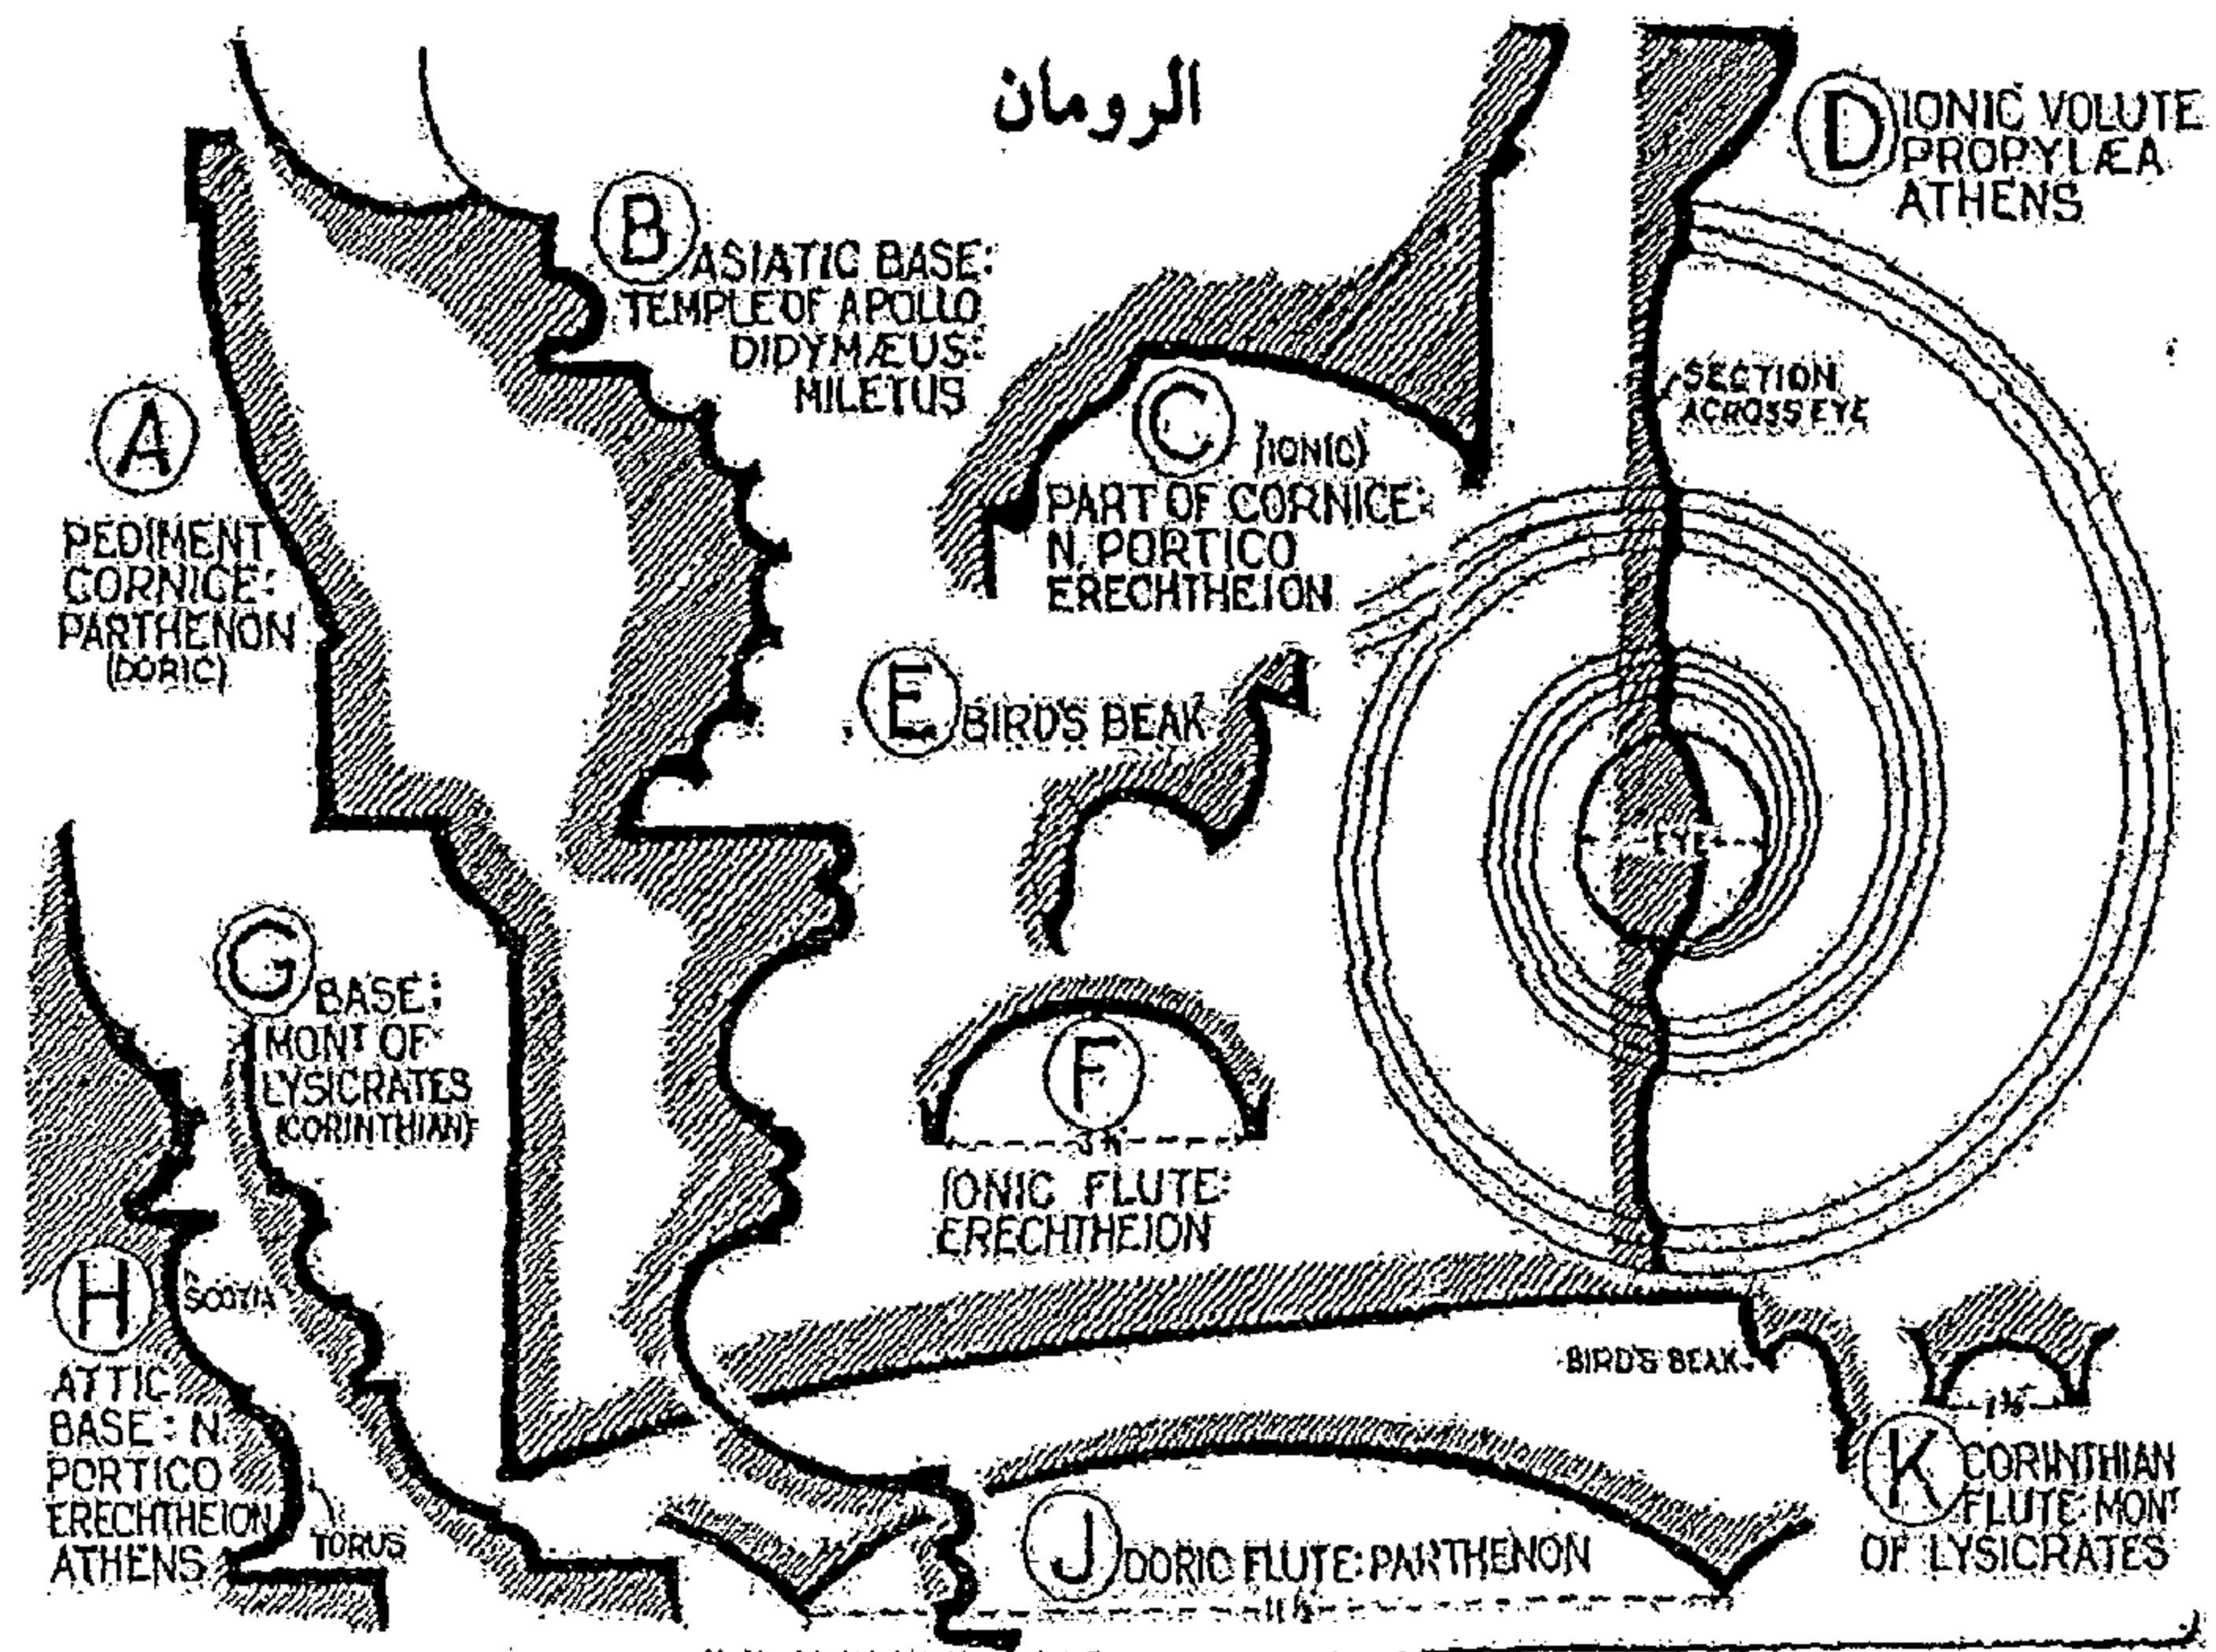 الرومان
A
PEDIMENT
CORNICE:
PARTHENON
(DORIC)
B
ASIATIC BASE:
TEMPLE OF APOLLO
DIDYMÆUS:
MILETUS
C
(IONIC)
PART OF CORNICE:
N. PORTICO
ERECHTHEION
D
IONIC VOLUTE
PROPYLÆA
ATHENS
SECTION
ACROSS EYE
EYE
E
BIRD'S BEAK
F
IONIC FLUTE:
ERECHTHEION
G
BASE:
MONT OF
LYSICRATES
(CORINTHIAN)
H
SCOTIA
ATTIC
BASE: N.
PORTICO
ERECHTHEION
ATHENS
TORUS
BIRD'S BEAK
J
DORIC FLUTE: PARTHENON
11½
K
CORINTHIAN
FLUTE: MONT
OF LYSICRATES